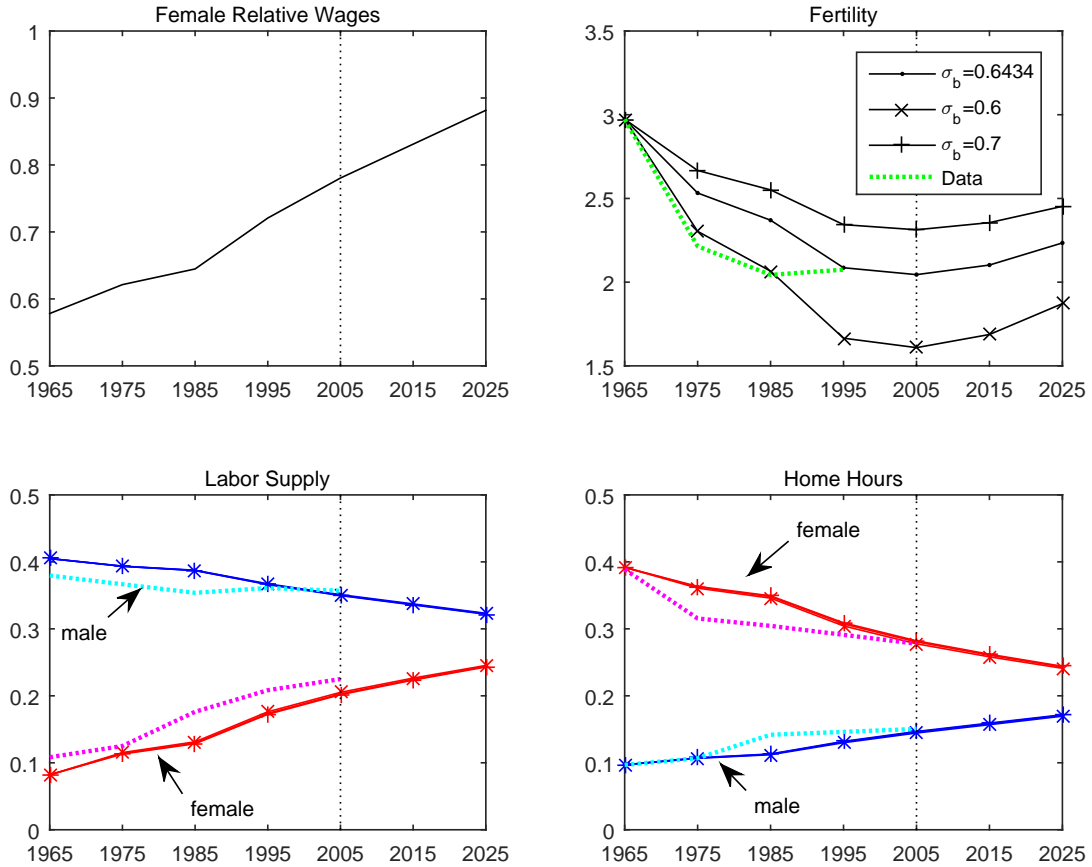 Female Relative Wages
1
0.9
0.8
0.7
0.6
0.5
1965 1975 1985 1995 2005 2015 2025
Fertility
3.5
3
2.5
2
1.5
σb=0.6434
σb=0.6
σb=0.7
Data
1965 1975 1985 1995 2005 2015 2025
Labor Supply
0.5
0.4
0.3
0.2
0.1
0
male
female
1965 1975 1985 1995 2005 2015 2025
Home Hours
0.5
0.4
0.3
0.2
0.1
0
female
male
1965 1975 1985 1995 2005 2015 2025